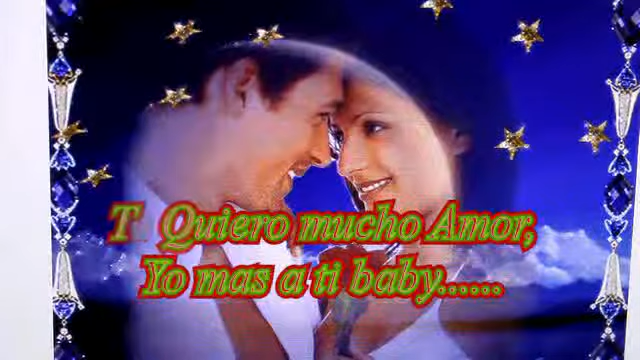 T Quiero mucho Amor,
Yo mas a ti baby......